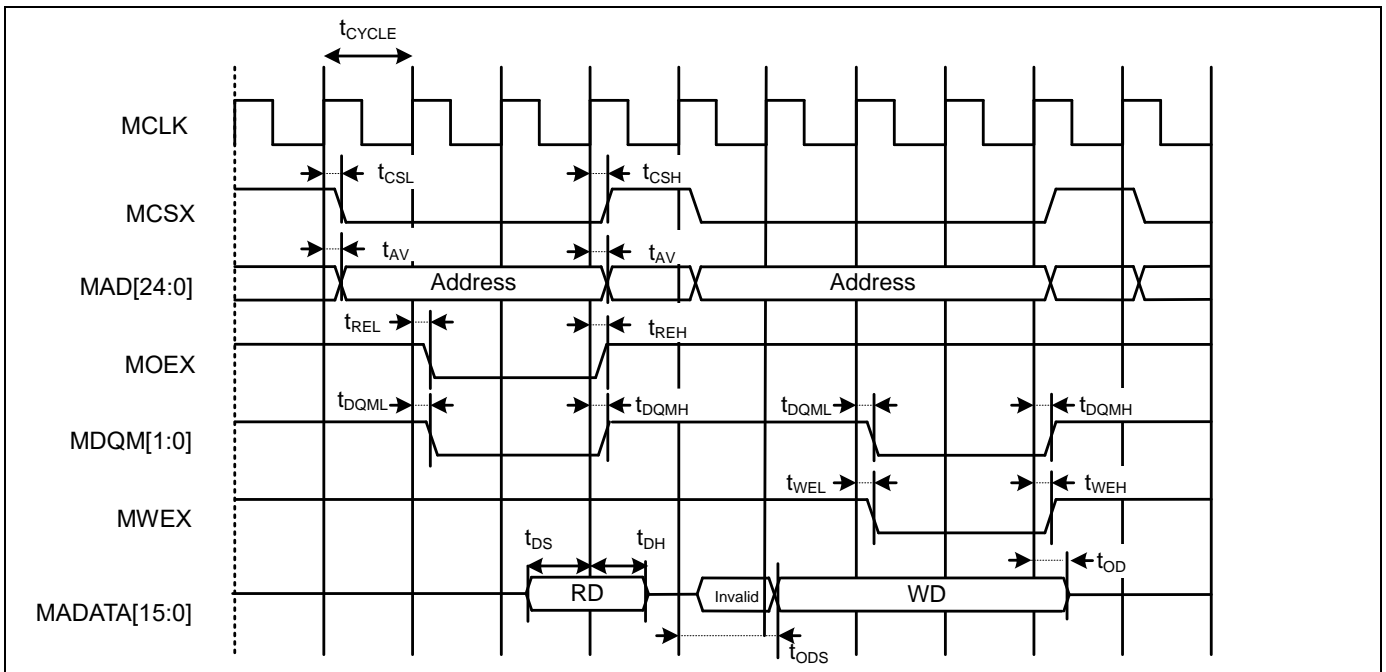 tCYCLE
MCLK
tCSL tCSH
MCSX
tAV tAV
MAD[24:0] Address Address
tREL tREH
MOEX
tDQML tDQMH tDQML tDQMH
MDQM[1:0]
tWEL tWEH
MWEX
tDS tDH tOD
MADATA[15:0] RD Invalid WD
tODS